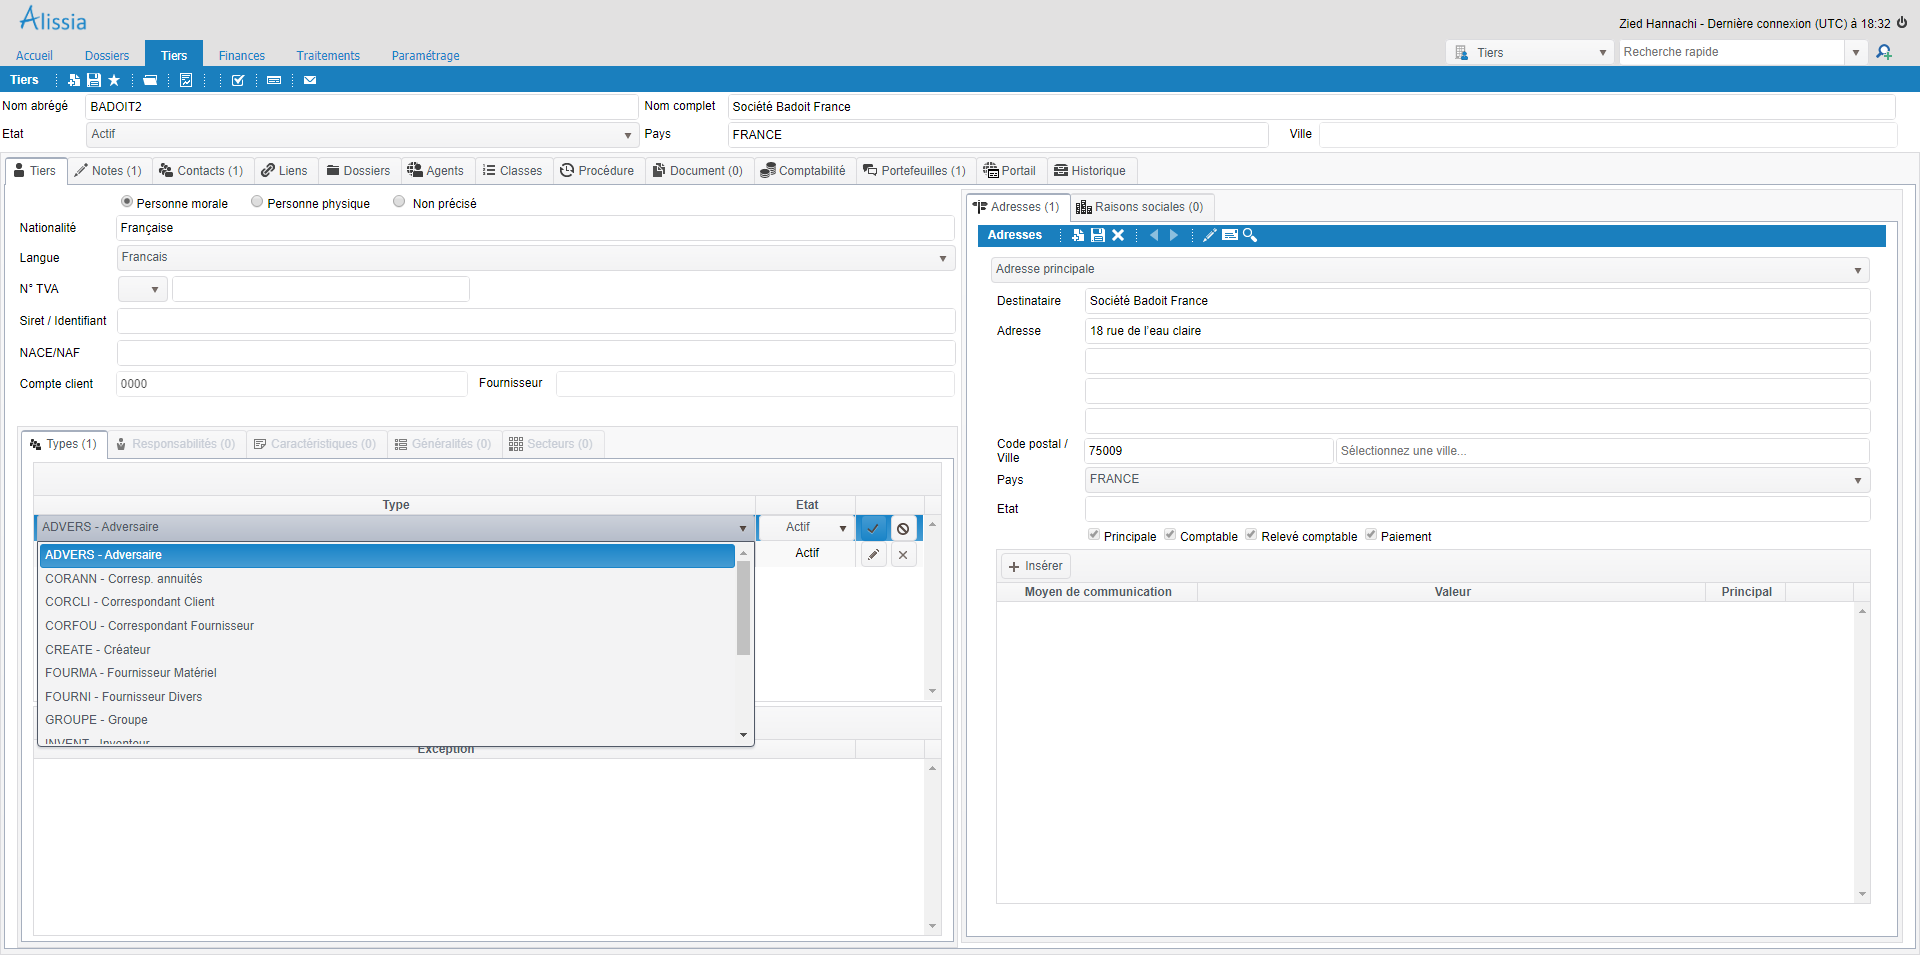 Alissia
Zied Hannachi - Dernière connexion (UTC) à 18:32
Accueil Dossiers Tiers Finances Traitements Paramétrage
Tiers Recherche rapide
Tiers
Nom abrégé BADOIT2 Nom complet Société Badoit France
Etat Actif Pays FRANCE Ville
Tiers Notes (1) Contacts (1) Liens Dossiers Agents Classes Procédure Document (0) Comptabilité Portefeuilles (1) Portail Historique
Personne morale Personne physique Non précisé
Nationalité Française
Langue Francais
N° TVA
Siret / Identifiant
NACE/NAF
Compte client 0000 Fournisseur
Types (1) Responsabilités (0) Caractéristiques (0) Généralités (0) Secteurs (0)
Type Etat
ADVERS - Adversaire Actif
ADVERS - Adversaire Actif
CORANN - Corresp. annuités
CORCLI - Correspondant Client
CORFOU - Correspondant Fournisseur
CREATE - Créateur
FOURMA - Fournisseur Matériel
FOURNI - Fournisseur Divers
GROUPE - Groupe
INVENT - Inventeur
Exception
Adresses (1) Raisons sociales (0)
Adresses
Adresse principale
Destinataire Société Badoit France
Adresse 18 rue de l'eau claire
Code postal / Ville 75009 Sélectionnez une ville...
Pays FRANCE
Etat
Principale Comptable Relevé comptable Paiement
Insérer
Moyen de communication Valeur Principal